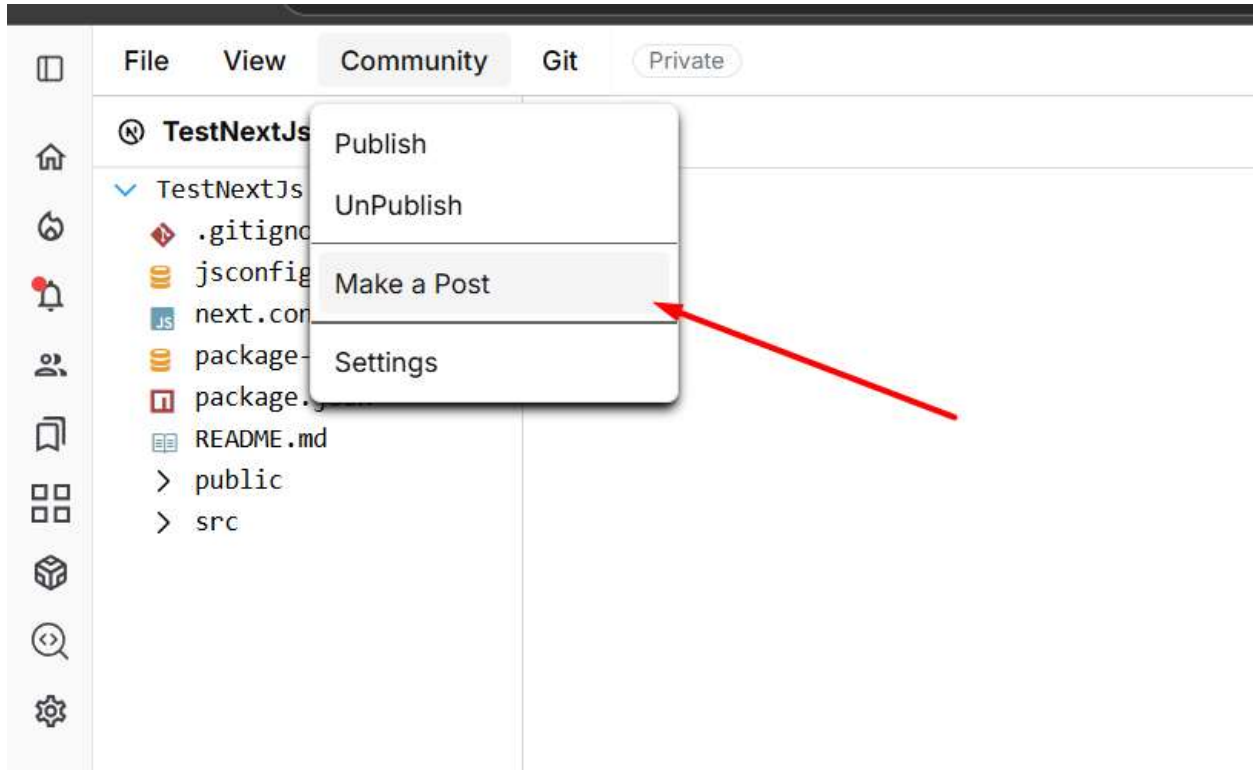 File View Community Git Private
TestNextJs
Publish
TestNextJs
UnPublish
.gitigno
jsconfig
Make a Post
next.con
package-
Settings
package.json
README.md
public
src